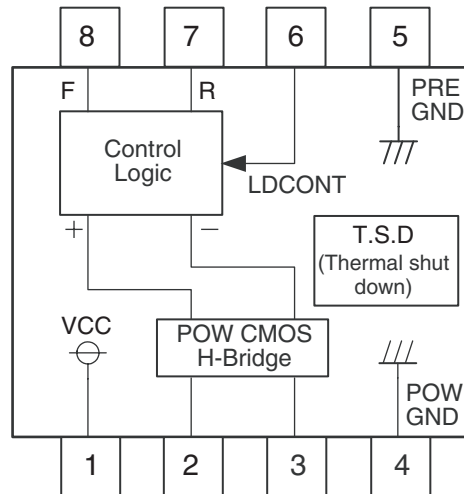 8 7 6 5
F R PRE
GND
Control
Logic
LDCONT
+ −
T.S.D
(Thermal shut
down)
VCC
POW CMOS
H-Bridge
POW
GND
1 2 3 4